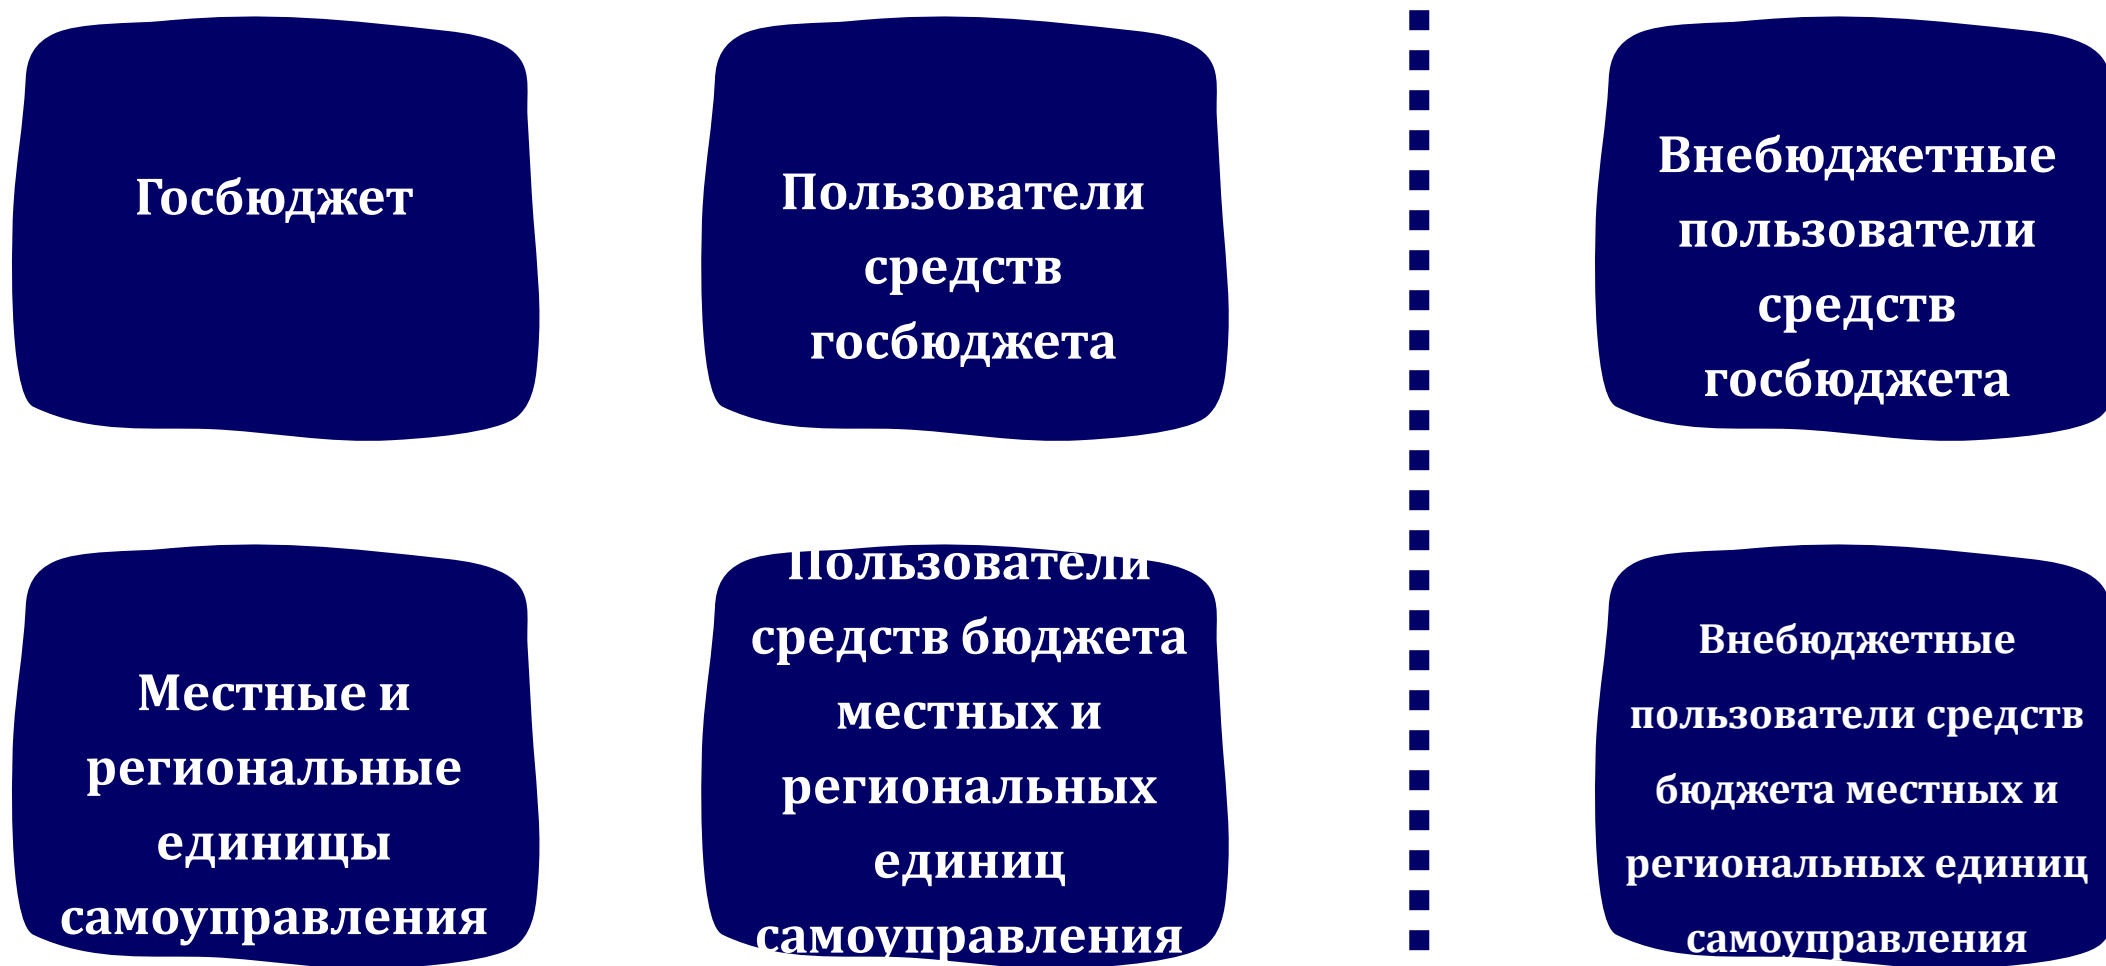 Госбюджет
Пользователи
средств
госбюджета
Внебюджетные
пользователи
средств
госбюджета
Местные и
региональные
единицы
самоуправления
Пользователи
средств бюджета
местных и
региональных
единиц
самоуправления
Внебюджетные
пользователи средств
бюджета местных и
региональных единиц
самоуправления